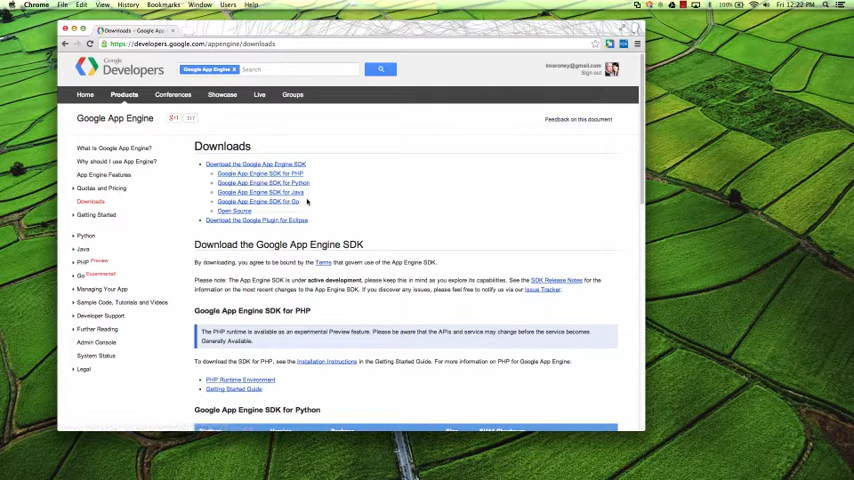 Chrome File Edit View History Bookmarks Window Users Help
100% Fri 12:22 PM
Downloads - Google App Engi
https://developers.google.com/appengine/downloads
Google
Developers
Google App Engine x Search
tmaroney@gmail.com
Sign out
Home Products Conferences Showcase Live Groups
Google App Engine
Feedback on this document
What Is Google App Engine?
Why should I use App Engine?
App Engine Features
Quotas and Pricing
Downloads
Getting Started
Python
Java
PHP Preview
Go Experimental!
Managing Your App
Sample Code, Tutorials and Videos
Developer Support
Further Reading
Admin Console
System Status
Legal
Downloads
Download the Google App Engine SDK
Google App Engine SDK for PHP
Google App Engine SDK for Python
Google App Engine SDK for Java
Google App Engine SDK for Go
Open Source
Download the Google Plugin for Eclipse
Download the Google App Engine SDK
By downloading, you agree to be bound by the Terms that govern use of the App Engine SDK.
Please note: The App Engine SDK is under active development, please keep this in mind as you explore its capabilities. See the SDK Release Notes for the
information on the most recent changes to the App Engine SDK. If you discover any issues, please feel free to notify us via our Issue Tracker.
Google App Engine SDK for PHP
The PHP runtime is available as an experimental Preview feature. Please be aware that the APIs and service may change before the service becomes
Generally Available.
To download the SDK for PHP, see the Installation Instructions in the Getting Started Guide. For more information on PHP for Google App Engine:
PHP Runtime Environment
Getting Started Guide
Google App Engine SDK for Python